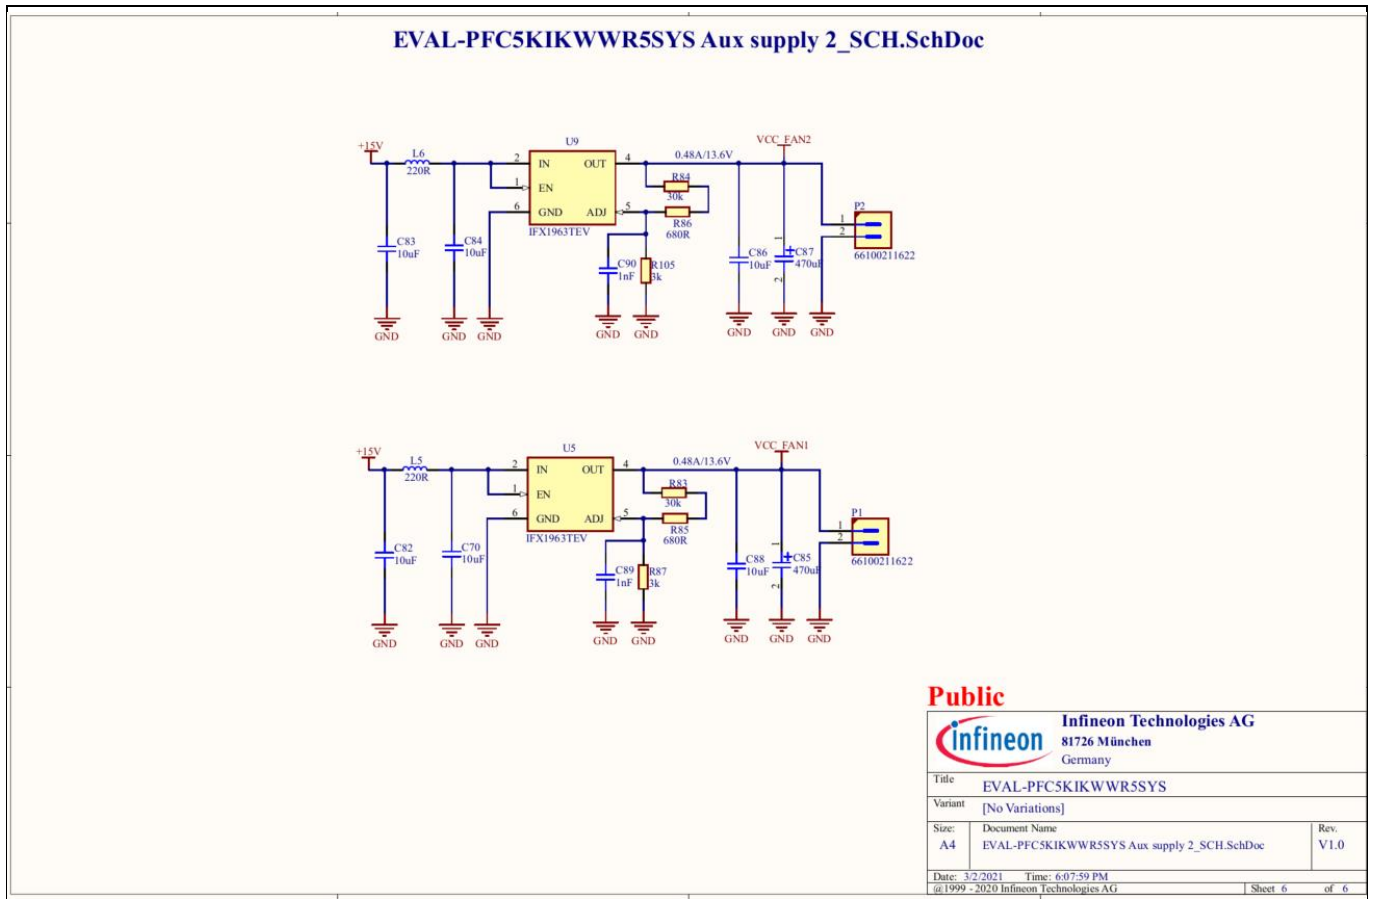 EVAL-PFC5KIKWWR5SYS Aux supply 2_SCH.SchDoc
+15V
L6
220R
C83
10uF
C84
10uF
U9
2 IN OUT 4
1 EN
6 GND ADJ 5
IFX1963TEV
0.48A/13.6V
R84
30k
R86
680R
C90
1nF
R105
3k
VCC_FAN2
C86
10uF
1
C87
470uF
2
P2
1
2
66100211622
GND GND GND GND GND GND GND GND
+15V
L5
220R
C82
10uF
C70
10uF
U5
2 IN OUT 4
1 EN
6 GND ADJ 5
IFX1963TEV
0.48A/13.6V
R83
30k
R85
680R
C89
1nF
R87
3k
VCC_FAN1
C88
10uF
1
C85
470uF
2
P1
1
2
66100211622
GND GND GND GND GND GND GND GND
Public
infineon
Infineon Technologies AG
81726 München
Germany
Title EVAL-PFC5KIKWWR5SYS
Variant [No Variations]
Size: Document Name Rev.
A4 EVAL-PFC5KIKWWR5SYS Aux supply 2_SCH.SchDoc V1.0
Date: 3/2/2021 Time: 6:07:59 PM
@1999 - 2020 Infineon Technologies AG Sheet 6 of 6